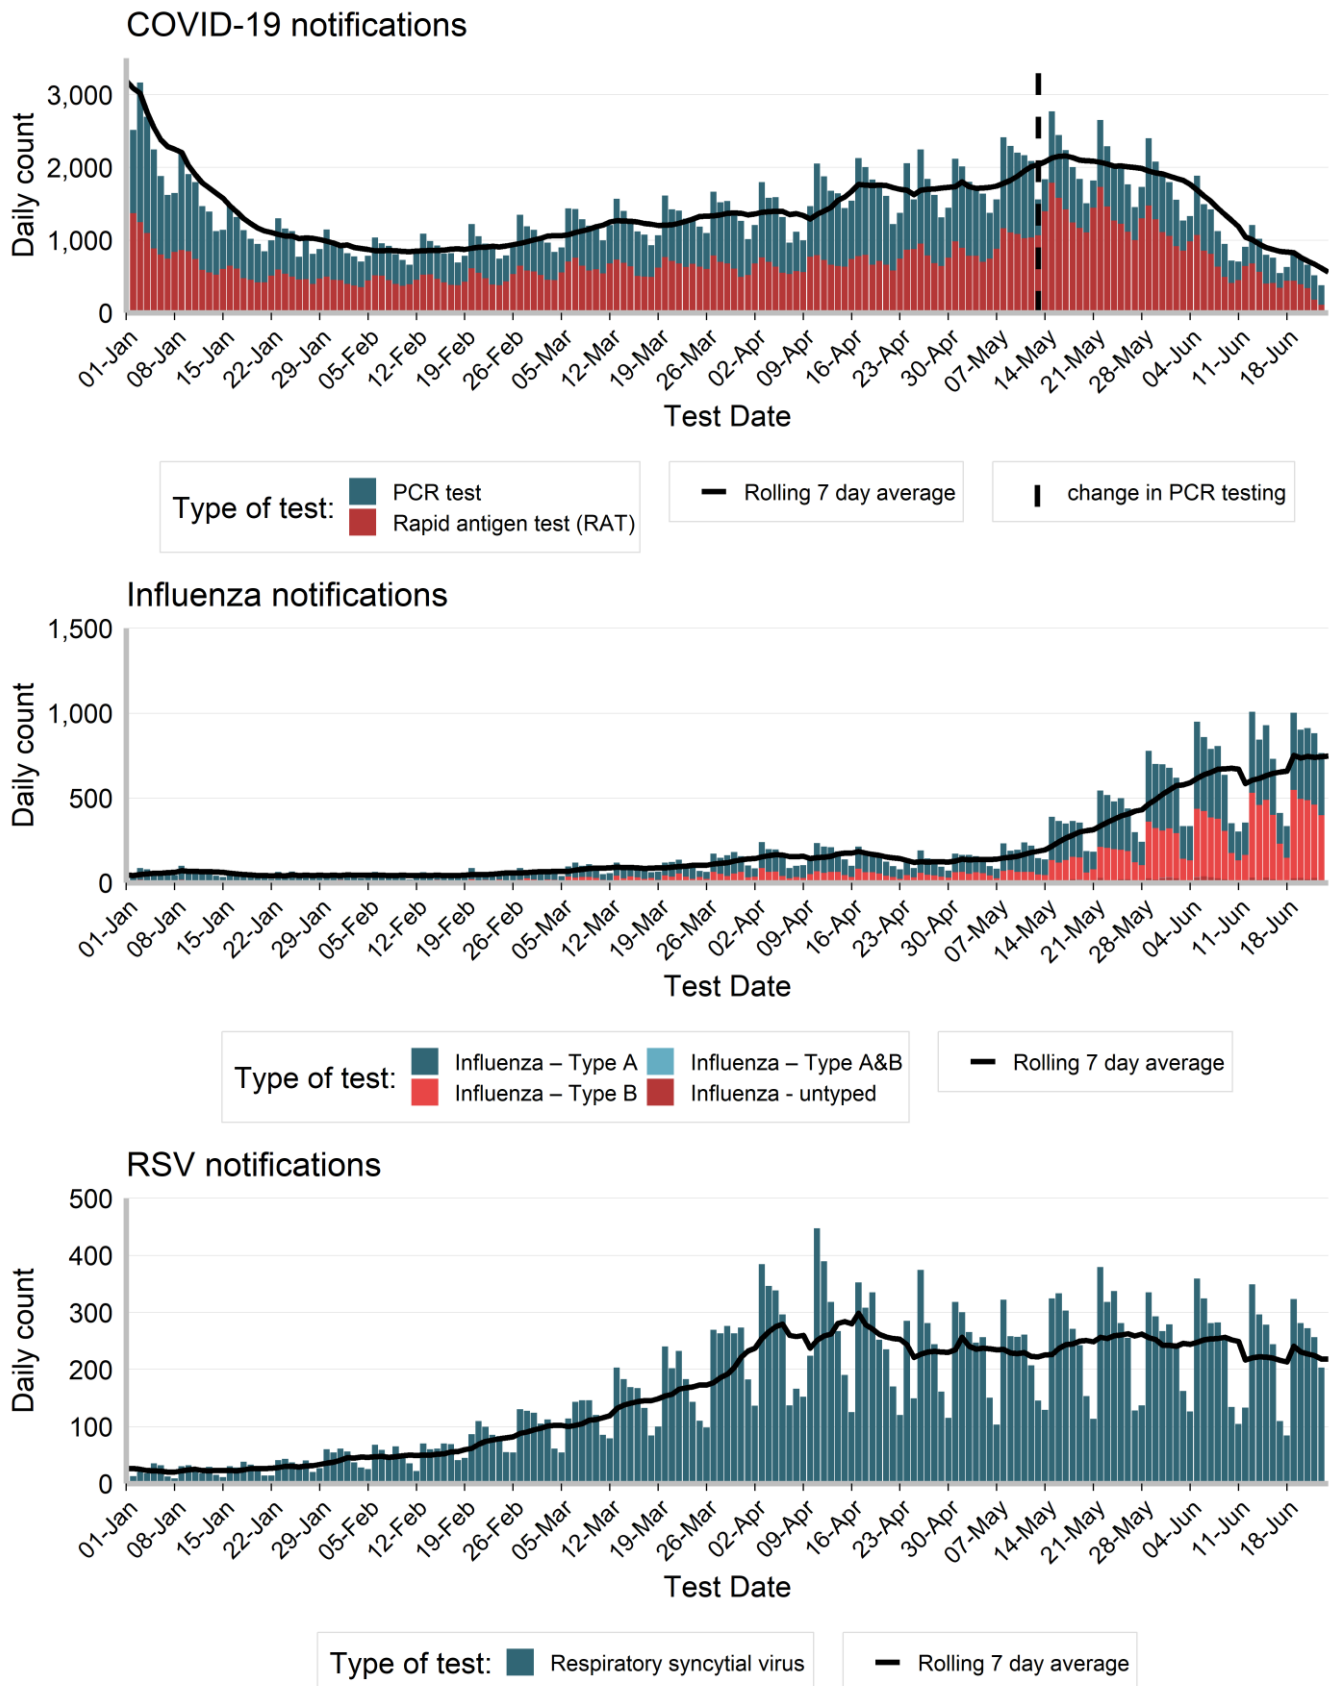 COVID-19 notifications
Daily count
3,000
2,000
1,000
0
01-Jan 08-Jan 15-Jan 22-Jan 29-Jan 05-Feb 12-Feb 19-Feb 26-Feb 05-Mar 12-Mar 19-Mar 26-Mar 02-Apr 09-Apr 16-Apr 23-Apr 30-Apr 07-May 14-May 21-May 28-May 04-Jun 11-Jun 18-Jun
Test Date
Type of test:
PCR test
Rapid antigen test (RAT)
Rolling 7 day average
change in PCR testing
Influenza notifications
Daily count
1,500
1,000
500
0
01-Jan 08-Jan 15-Jan 22-Jan 29-Jan 05-Feb 12-Feb 19-Feb 26-Feb 05-Mar 12-Mar 19-Mar 26-Mar 02-Apr 09-Apr 16-Apr 23-Apr 30-Apr 07-May 14-May 21-May 28-May 04-Jun 11-Jun 18-Jun
Test Date
Type of test:
Influenza – Type A
Influenza – Type B
Influenza – Type A&B
Influenza - untyped
Rolling 7 day average
RSV notifications
Daily count
500
400
300
200
100
0
01-Jan 08-Jan 15-Jan 22-Jan 29-Jan 05-Feb 12-Feb 19-Feb 26-Feb 05-Mar 12-Mar 19-Mar 26-Mar 02-Apr 09-Apr 16-Apr 23-Apr 30-Apr 07-May 14-May 21-May 28-May 04-Jun 11-Jun 18-Jun
Test Date
Type of test:
Respiratory syncytial virus
Rolling 7 day average